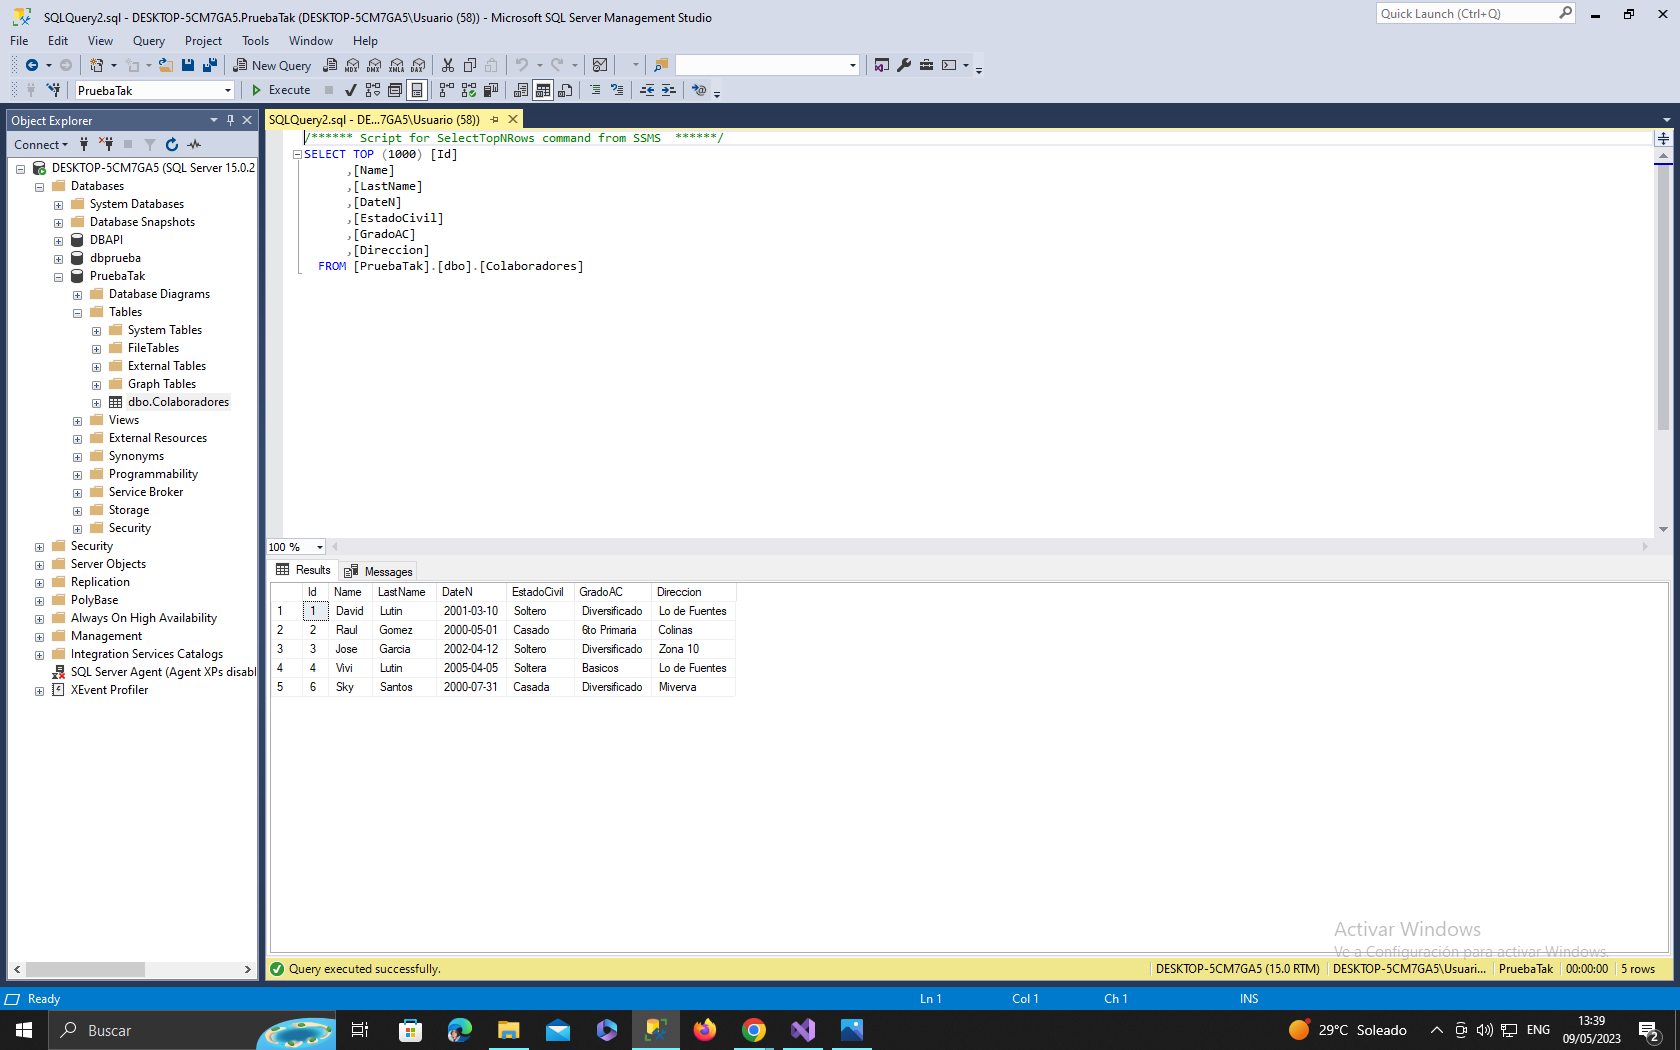 SQLQuery2.sql - DESKTOP-5CM7GA5.PruebaTak (DESKTOP-5CM7GA5\Usuario (58)) - Microsoft SQL Server Management Studio
Quick Launch (Ctrl+Q)
File Edit View Query Project Tools Window Help
New Query MDX DMX XMLA DAX
PruebaTak Execute
Object Explorer
Connect
DESKTOP-5CM7GA5 (SQL Server 15.0.2
Databases
System Databases
Database Snapshots
DBAPI
dbprueba
PruebaTak
Database Diagrams
Tables
System Tables
FileTables
External Tables
Graph Tables
dbo.Colaboradores
Views
External Resources
Synonyms
Programmability
Service Broker
Storage
Security
Security
Server Objects
Replication
PolyBase
Always On High Availability
Management
Integration Services Catalogs
SQL Server Agent (Agent XPs disabl
XEvent Profiler
SQLQuery2.sql - DE...7GA5\Usuario (58))
/****** Script for SelectTopNRows command from SSMS  ******/
SELECT TOP (1000) [Id]
,[Name]
,[LastName]
,[DateN]
,[EstadoCivil]
,[GradoAC]
,[Direccion]
FROM [PruebaTak].[dbo].[Colaboradores]
100 %
Results Messages
Id Name LastName DateN EstadoCivil GradoAC Direccion
1 1 David Lutin 2001-03-10 Soltero Diversificado Lo de Fuentes
2 2 Raul Gomez 2000-05-01 Casado 6to Primaria Colinas
3 3 Jose Garcia 2002-04-12 Soltero Diversificado Zona 10
4 4 Vivi Lutin 2005-04-05 Soltera Basicos Lo de Fuentes
5 6 Sky Santos 2000-07-31 Casada Diversificado Miverva
Activar Windows
Ve a Configuración para activar Windows.
Query executed successfully. DESKTOP-5CM7GA5 (15.0 RTM) DESKTOP-5CM7GA5\Usuari... PruebaTak 00:00:00 5 rows
Ready Ln 1 Col 1 Ch 1 INS
Buscar 29°C Soleado ENG 13:39
09/05/2023 2